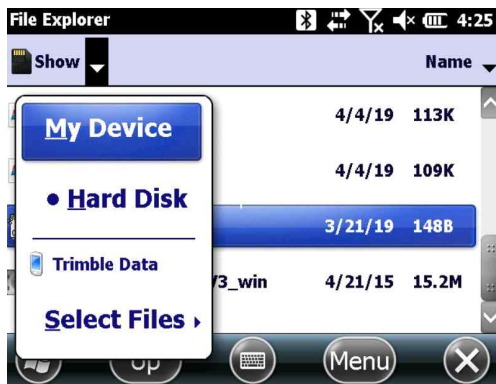 File Explorer 4:25
Show Name
My Device
4/4/19 113K
4/4/19 109K
Hard Disk
3/21/19 148B
Trimble Data
V3_win 4/21/15 15.2M
Select Files
Up Menu